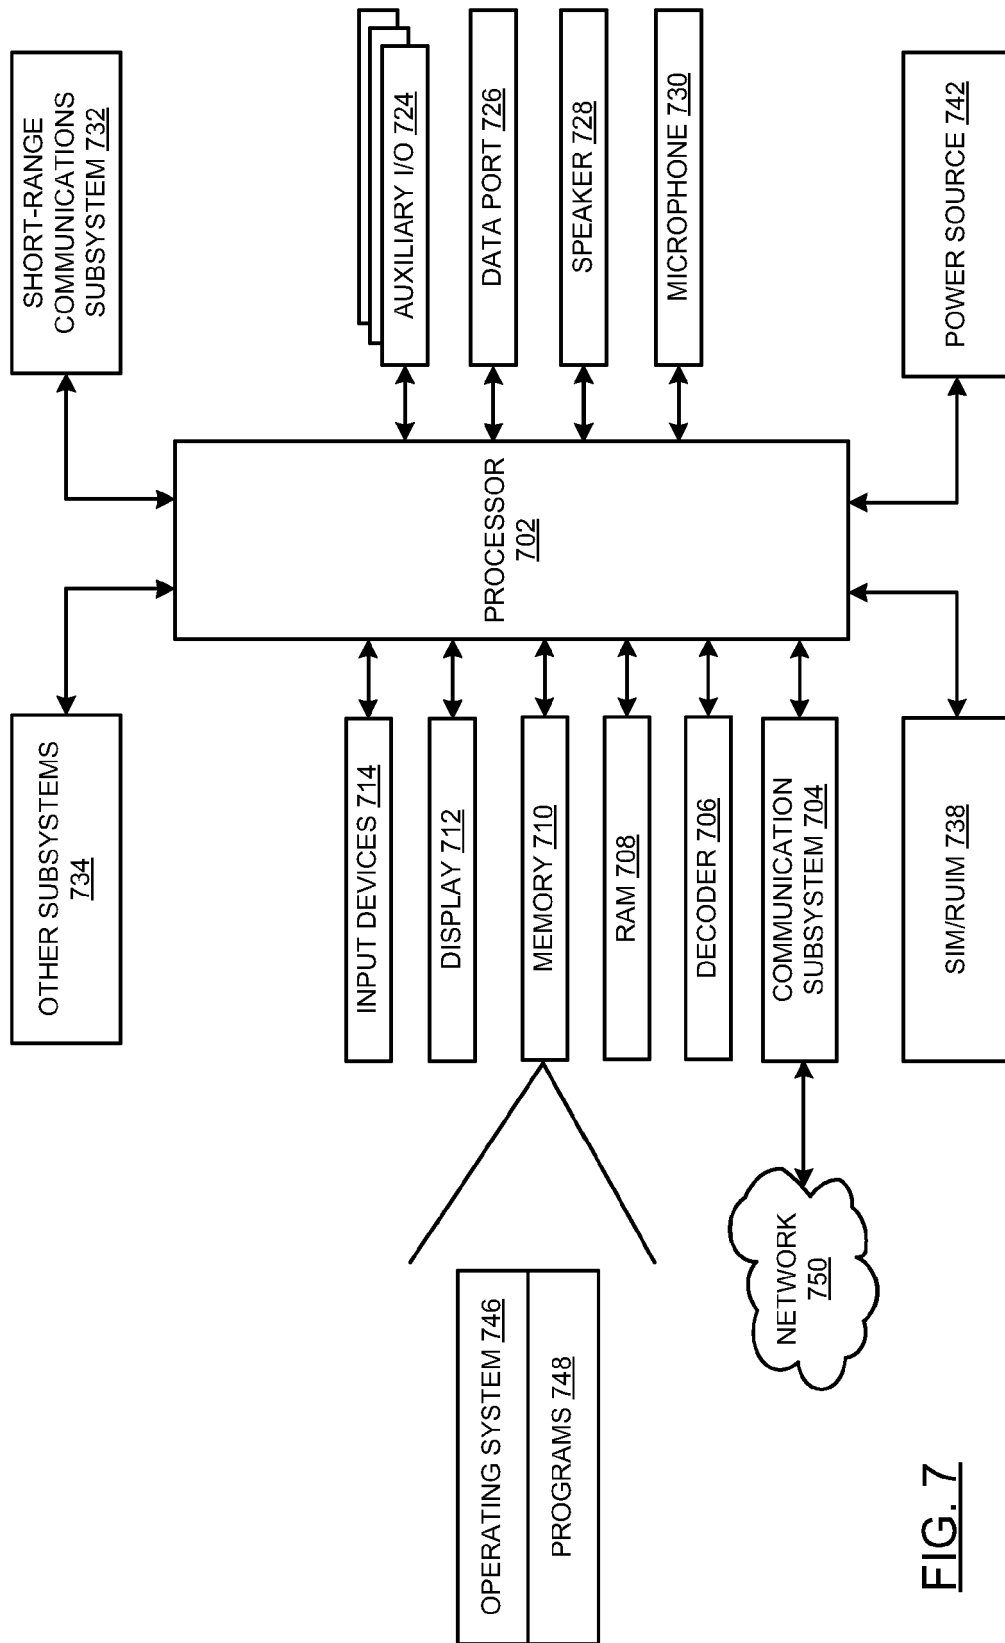 OTHER SUBSYSTEMS
734
SHORT-RANGE
COMMUNICATIONS
SUBSYSTEM 732
OPERATING SYSTEM 746
PROGRAMS 748
INPUT DEVICES 714
DISPLAY 712
MEMORY 710
RAM 708
DECODER 706
COMMUNICATION
SUBSYSTEM 704
NETWORK
750
PROCESSOR
702
AUXILIARY I/O 724
DATA PORT 726
SPEAKER 728
MICROPHONE 730
SIM/RUIM 738
POWER SOURCE 742
FIG. 7